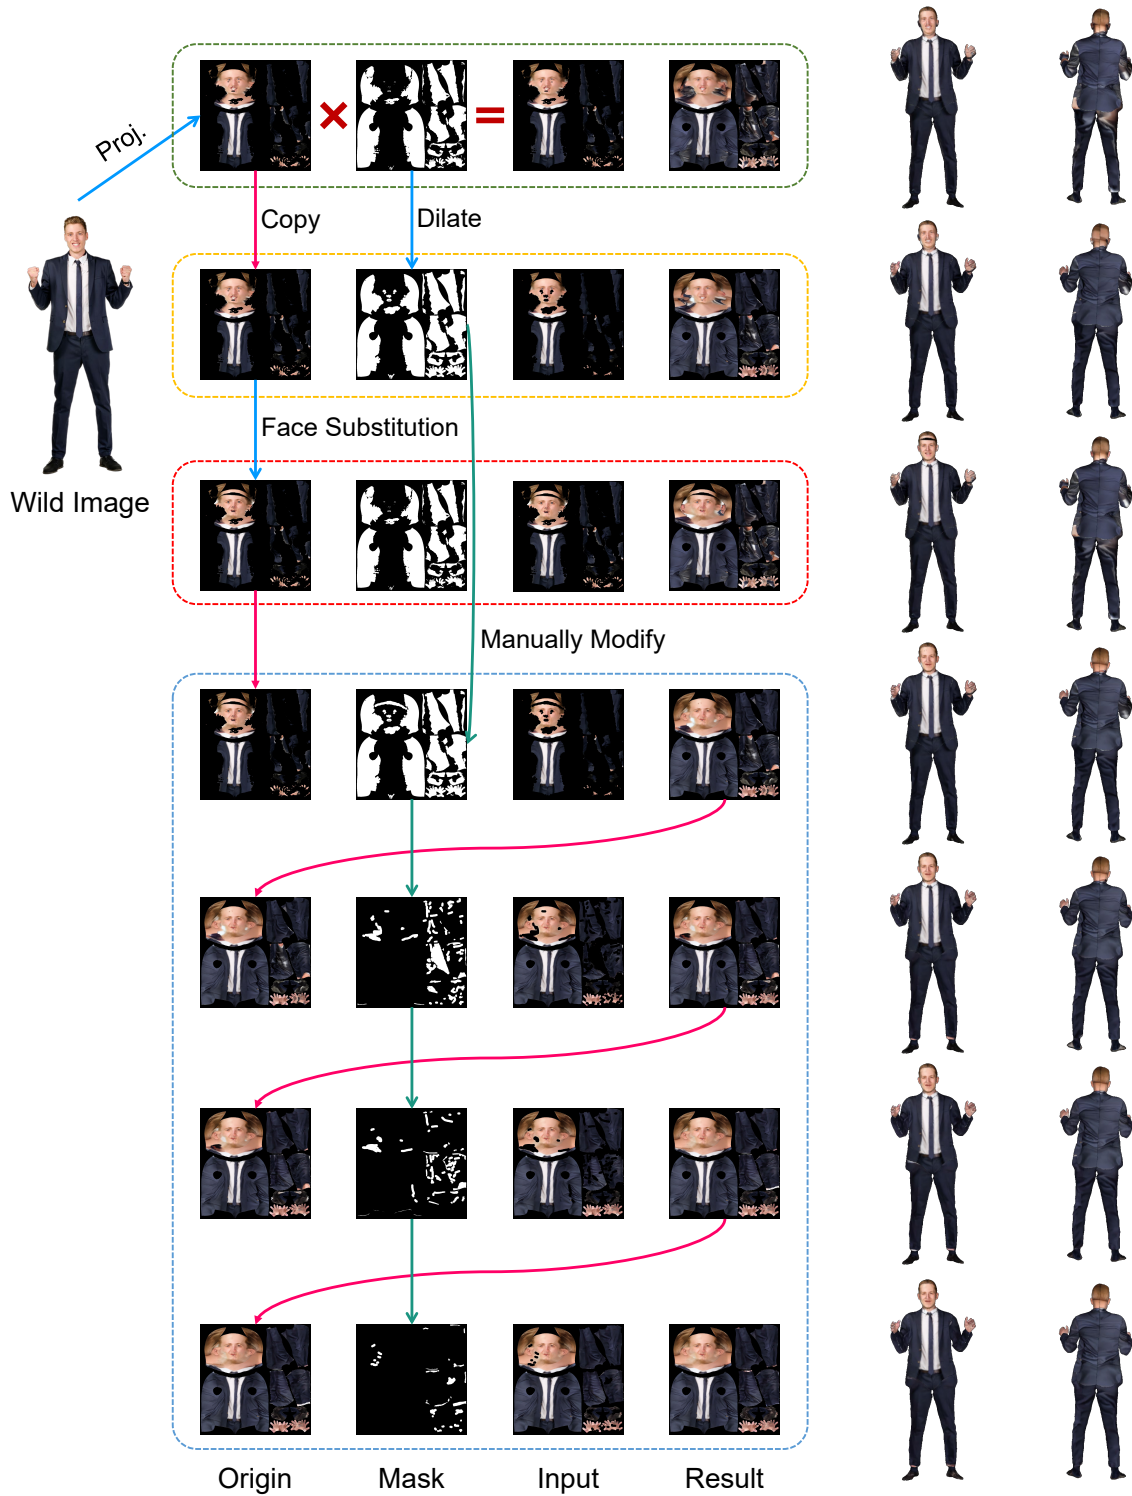 Proj.
Copy
Dilate
Face Substitution
Wild Image
Manually Modify
Origin
Mask
Input
Result